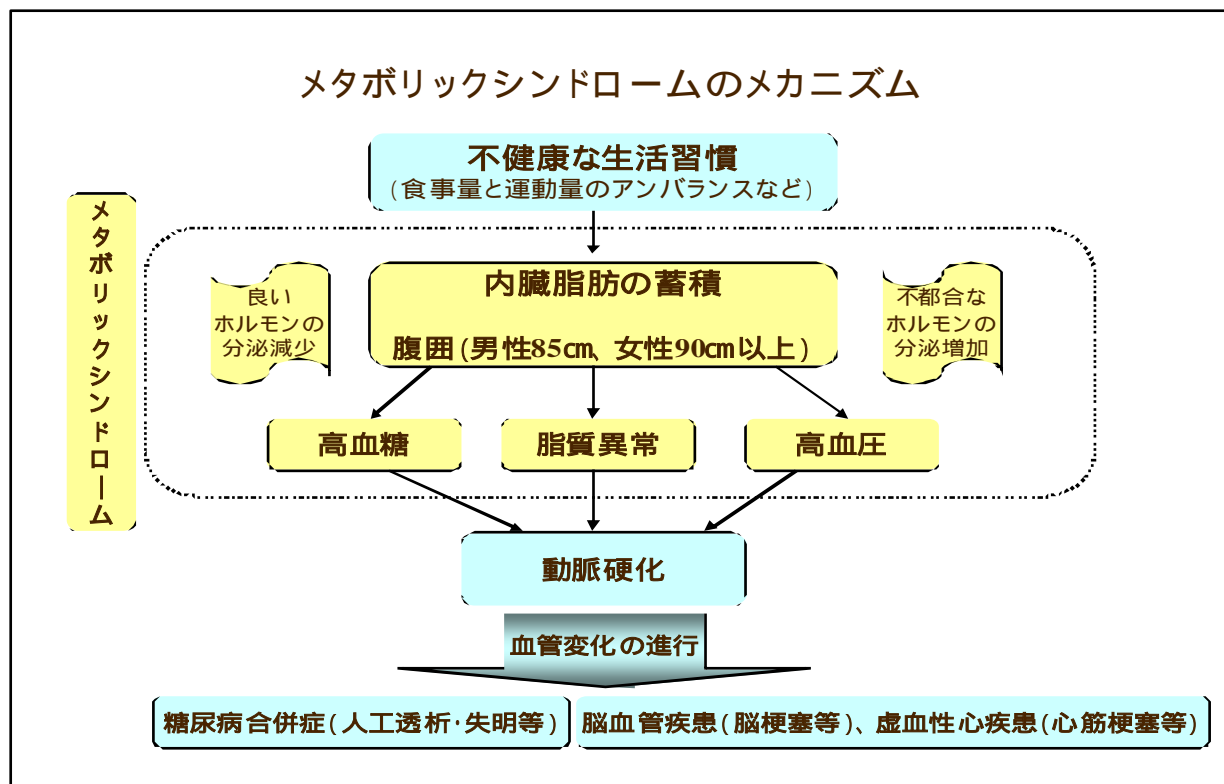 メタボリックシンドロームのメカニズム
不健康な生活習慣
(食事量と運動量のアンバランスなど)
メタボリックシンドローム
良い
ホルモンの
分泌減少
内臓脂肪の蓄積
腹囲(男性85㎝、女性90㎝以上)
不都合な
ホルモンの
分泌増加
高血糖
脂質異常
高血圧
動脈硬化
血管変化の進行
糖尿病合併症(人工透析・失明等)
脳血管疾患(脳梗塞等)、虚血性心疾患(心筋梗塞等)